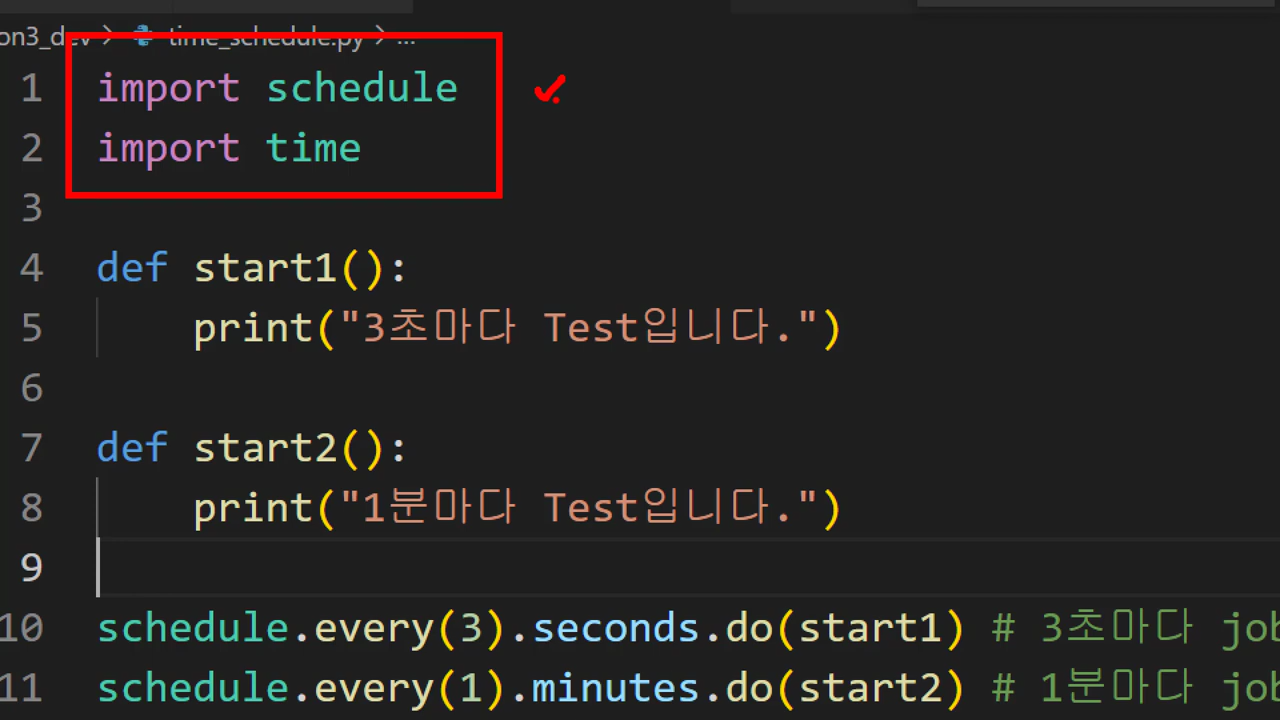 time_schedule.py > ...
1 import schedule
2 import time
3
4 def start1():
5 print("3초마다 Test입니다.")
6
7 def start2():
8 print("1분마다 Test입니다.")
9
10 schedule.every(3).seconds.do(start1) # 3초마다 job
11 schedule.every(1).minutes.do(start2) # 1분마다 job